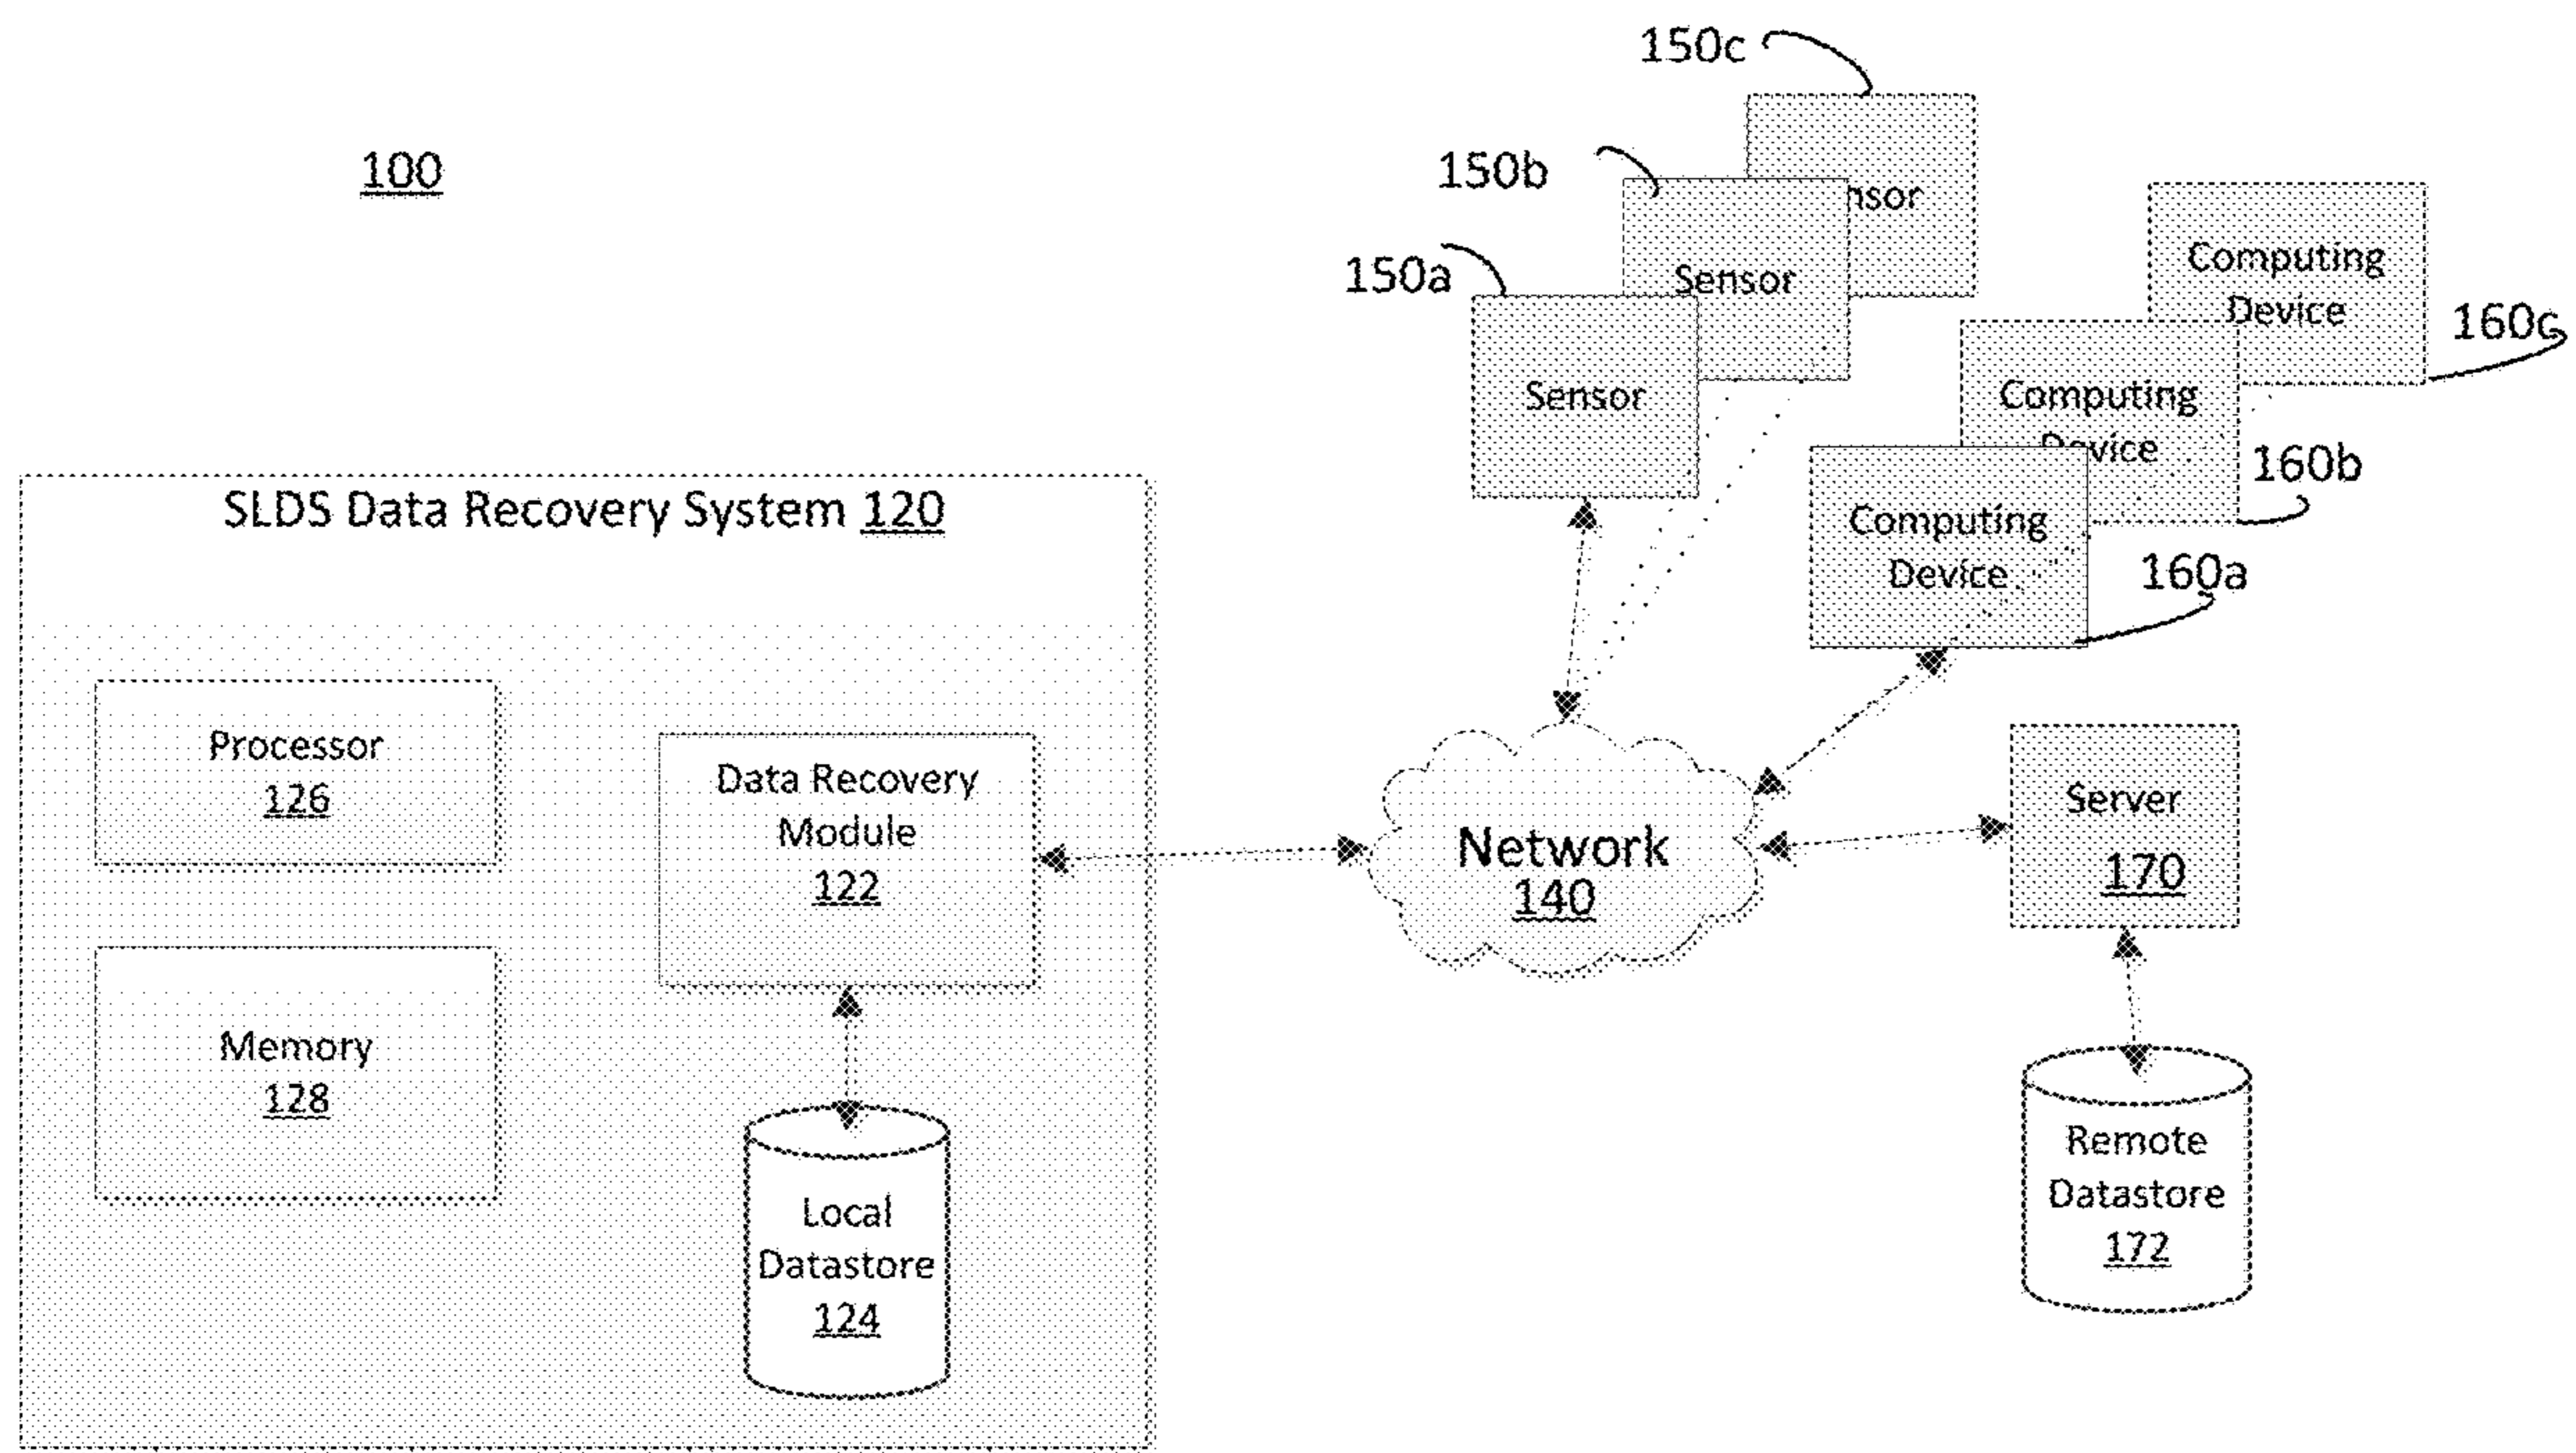 100
150c
150b
150a
nsor
Sensor
Sensor
Computing
Device
160c
Computing
Device
160b
Computing
Device
160a
SLDS Data Recovery System 120
Processor
126
Memory
128
Data Recovery
Module
122
Local
Datastore
124
Network
140
Server
170
Remote
Datastore
172